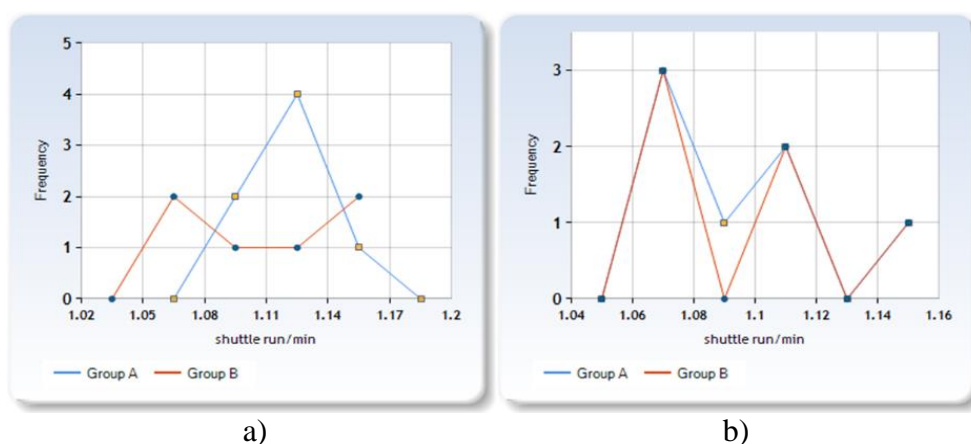 5
4
3
2
1
0
Frequency
1.02 1.05 1.08 1.11 1.14 1.17 1.2
shuttle run/min
Group A Group B
a)
3
2
1
0
Frequency
1.04 1.06 1.08 1.1 1.12 1.14 1.16
shuttle run/min
Group A Group B
b)